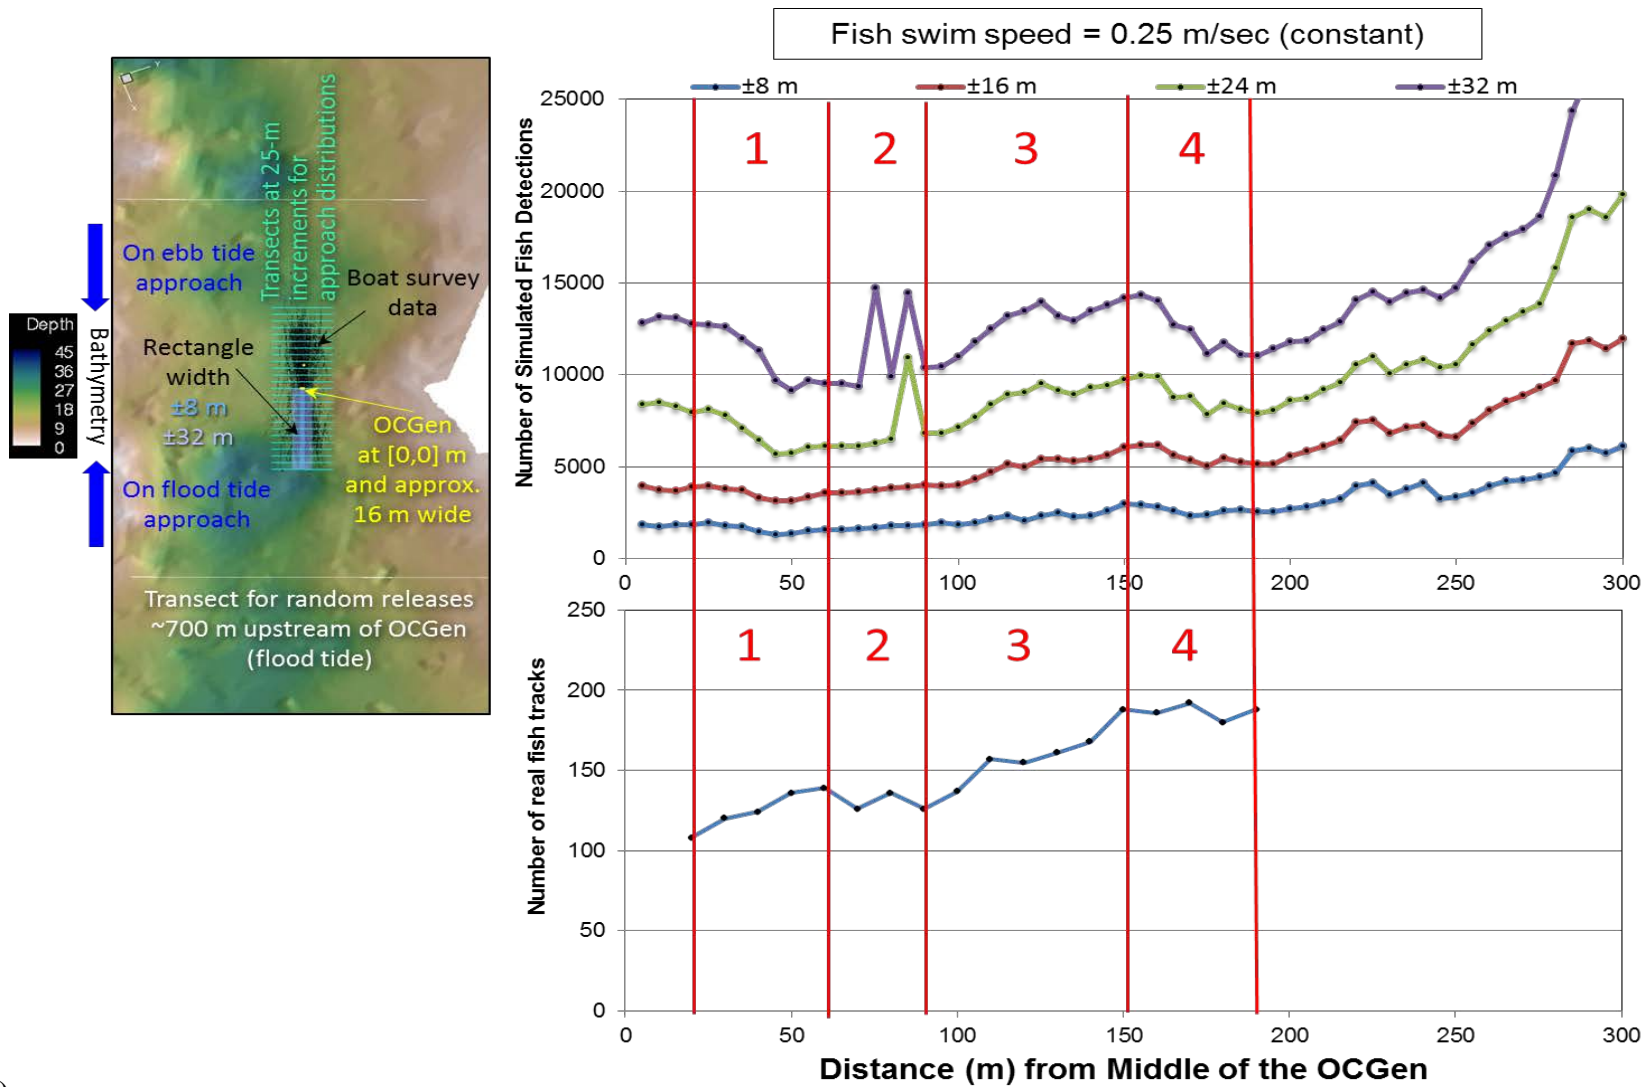 Fish swim speed = 0.25 m/sec (constant)
Transects at 25-m
increments for
approach distributions
On ebb tide
approach
Boat survey
data
Rectangle
width
±8 m
±32 m
OCGen
at [0,0] m
and approx.
16 m wide
On flood tide
approach
Transect for random releases
~700 m upstream of OCGen
(flood tide)
Depth
45
36
27
18
9
0
Bathymetry
Y
X
±8 m ±16 m ±24 m ±32 m
Number of Simulated Fish Detections
25000
20000
15000
10000
5000
0
1 2 3 4
0 50 100 150 200 250 300
Number of real fish tracks
250
200
150
100
50
0
1 2 3 4
0 50 100 150 200 250 300
Distance (m) from Middle of the OCGen
)